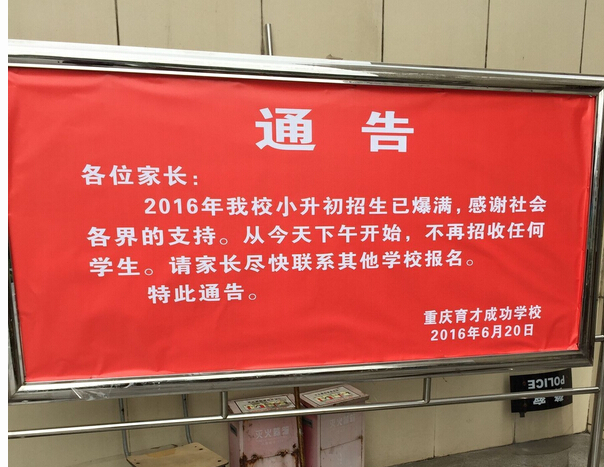 通告
各位家长：
2016年我校小升初招生已爆满，感谢社会
各界的支持。从今天下午开始，不再招收任何
学生。请家长尽快联系其他学校报名。
特此通告。
重庆育才成功学校
2016年6月20日
POLICE